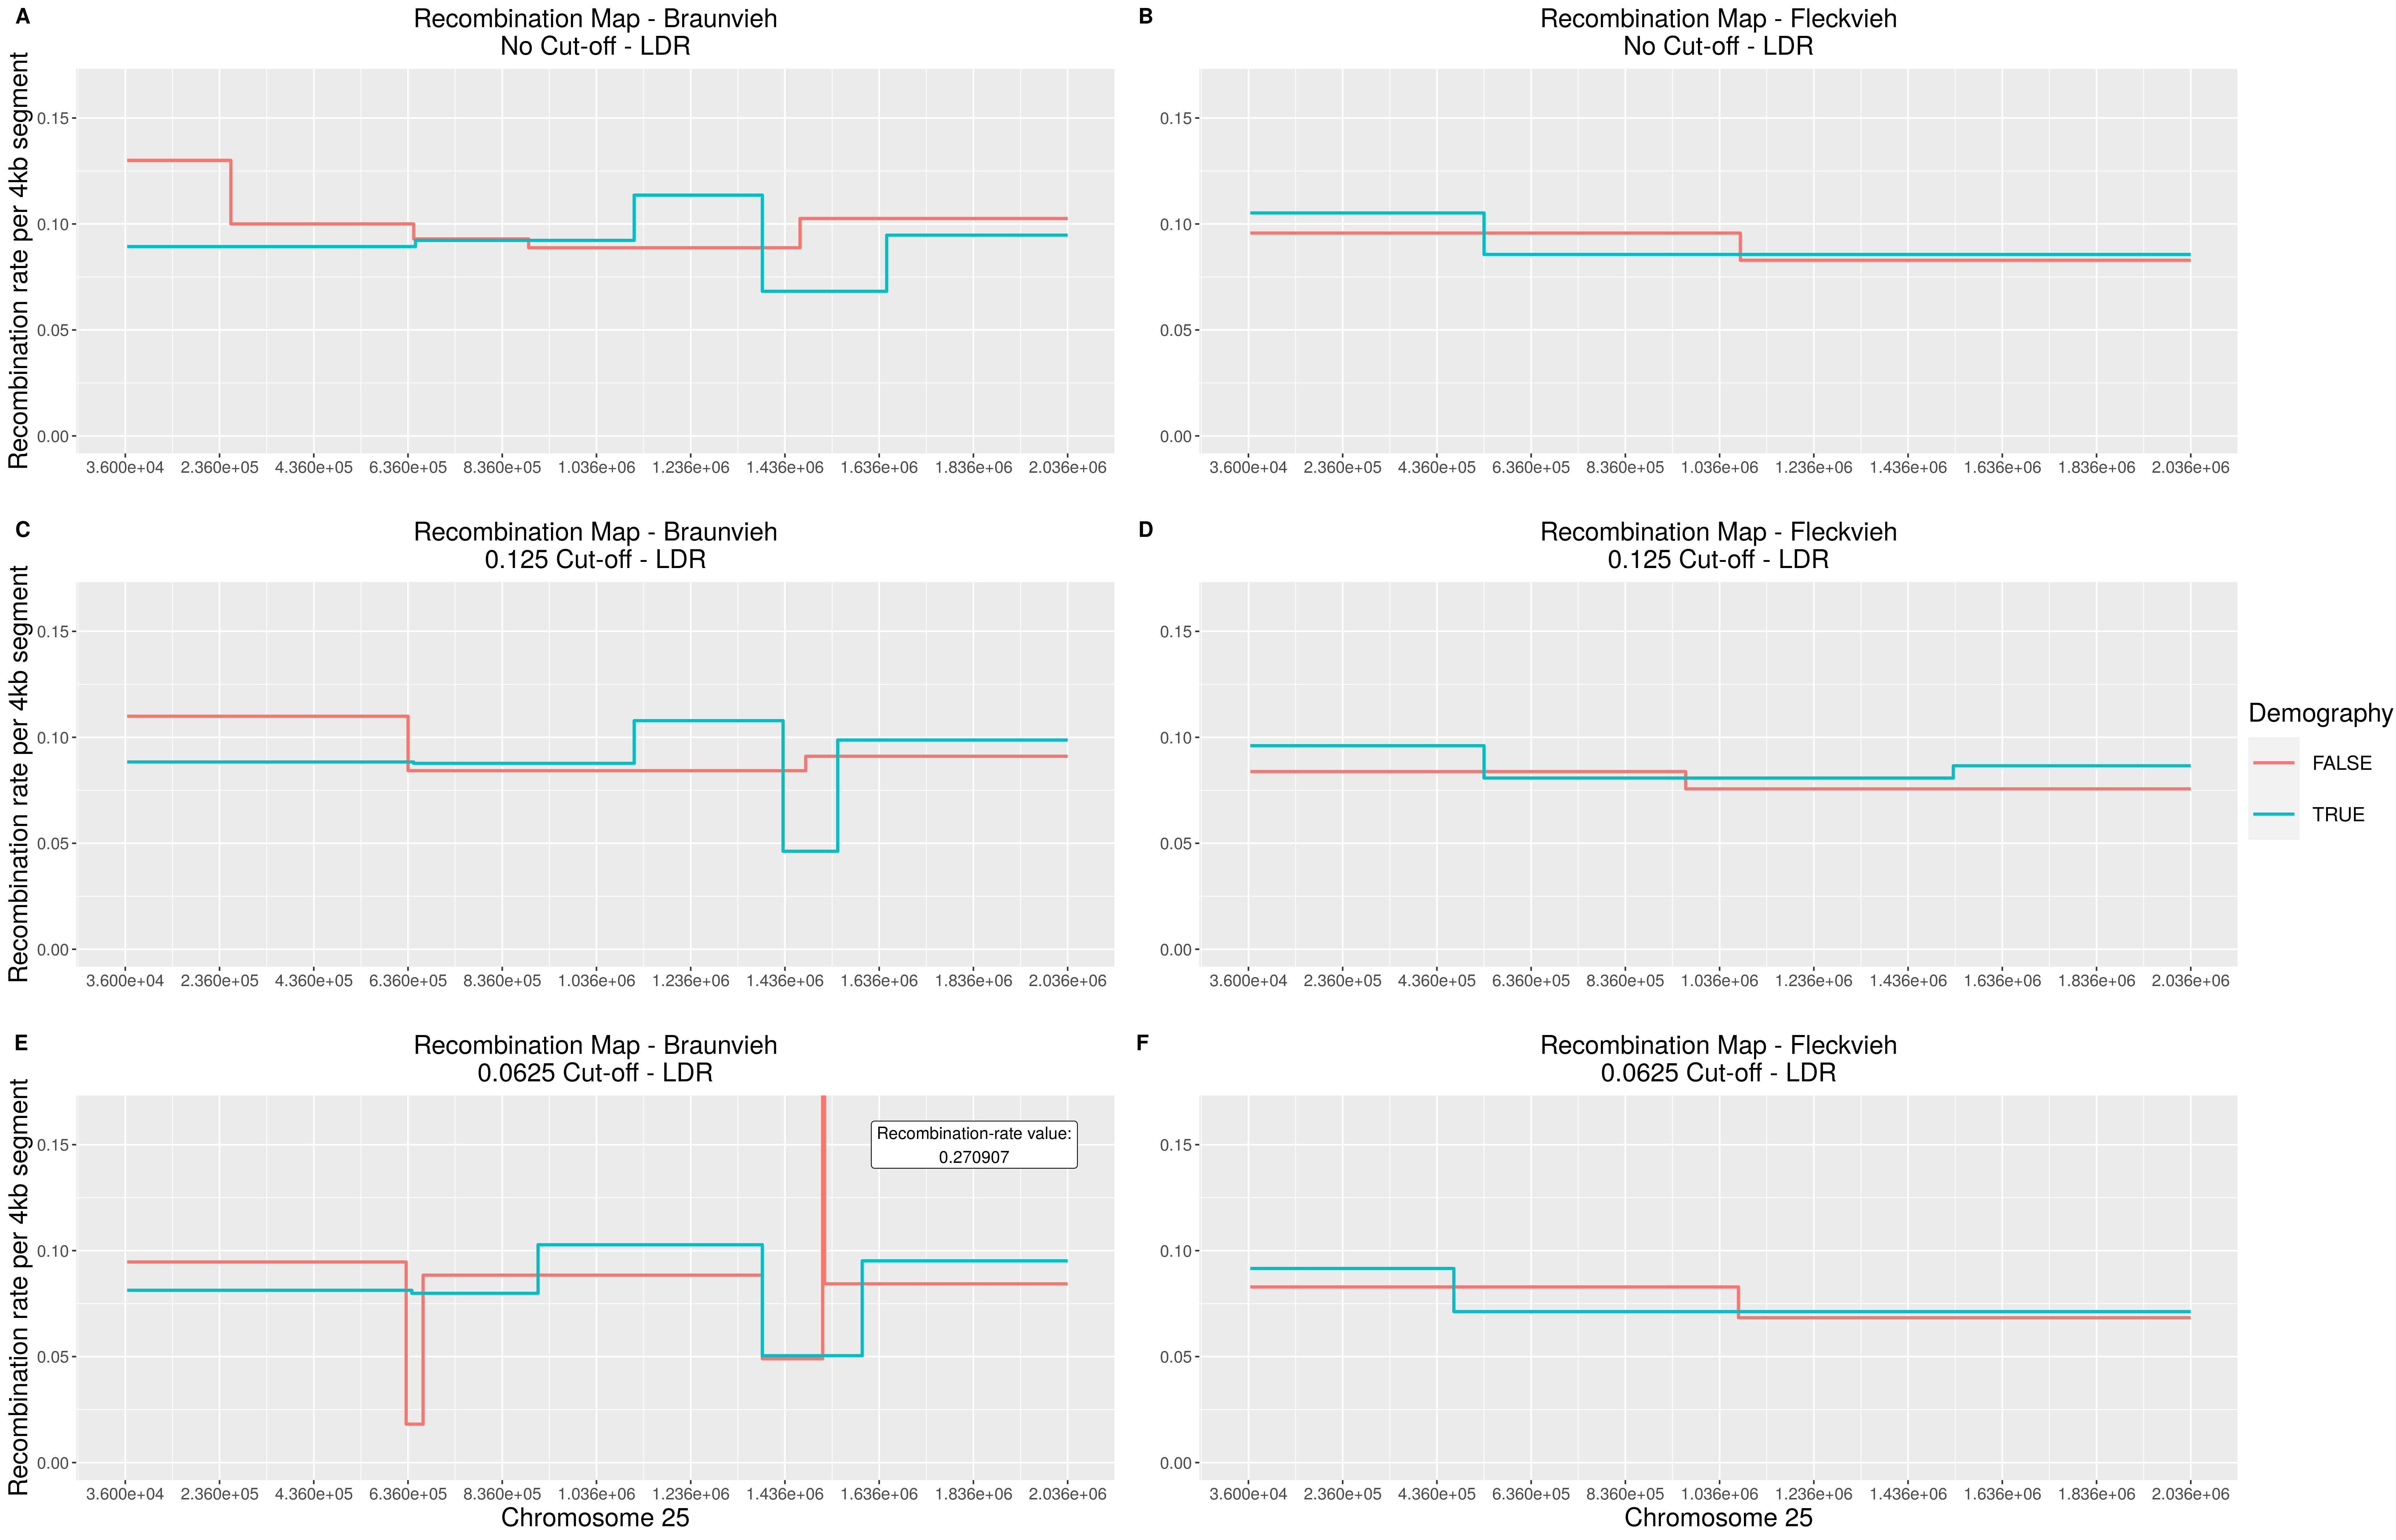 A
Recombination Map - Braunvieh
No Cut-off - LDR
Recombination rate per 4kb segment
0.15
0.10
0.05
0.00
3.600e+04 2.360e+05 4.360e+05 6.360e+05 8.360e+05 1.036e+06 1.236e+06 1.436e+06 1.636e+06 1.836e+06 2.036e+06
B
Recombination Map - Fleckvieh
No Cut-off - LDR
0.15
0.10
0.05
0.00
3.600e+04 2.360e+05 4.360e+05 6.360e+05 8.360e+05 1.036e+06 1.236e+06 1.436e+06 1.636e+06 1.836e+06 2.036e+06
C
Recombination Map - Braunvieh
0.125 Cut-off - LDR
Recombination rate per 4kb segment
0.15
0.10
0.05
0.00
3.600e+04 2.360e+05 4.360e+05 6.360e+05 8.360e+05 1.036e+06 1.236e+06 1.436e+06 1.636e+06 1.836e+06 2.036e+06
D
Recombination Map - Fleckvieh
0.125 Cut-off - LDR
0.15
0.10
0.05
0.00
3.600e+04 2.360e+05 4.360e+05 6.360e+05 8.360e+05 1.036e+06 1.236e+06 1.436e+06 1.636e+06 1.836e+06 2.036e+06
Demography
FALSE
TRUE
E
Recombination Map - Braunvieh
0.0625 Cut-off - LDR
Recombination rate per 4kb segment
0.15
0.10
0.05
0.00
Recombination-rate value:
0.270907
3.600e+04 2.360e+05 4.360e+05 6.360e+05 8.360e+05 1.036e+06 1.236e+06 1.436e+06 1.636e+06 1.836e+06 2.036e+06
Chromosome 25
F
Recombination Map - Fleckvieh
0.0625 Cut-off - LDR
0.15
0.10
0.05
0.00
3.600e+04 2.360e+05 4.360e+05 6.360e+05 8.360e+05 1.036e+06 1.236e+06 1.436e+06 1.636e+06 1.836e+06 2.036e+06
Chromosome 25